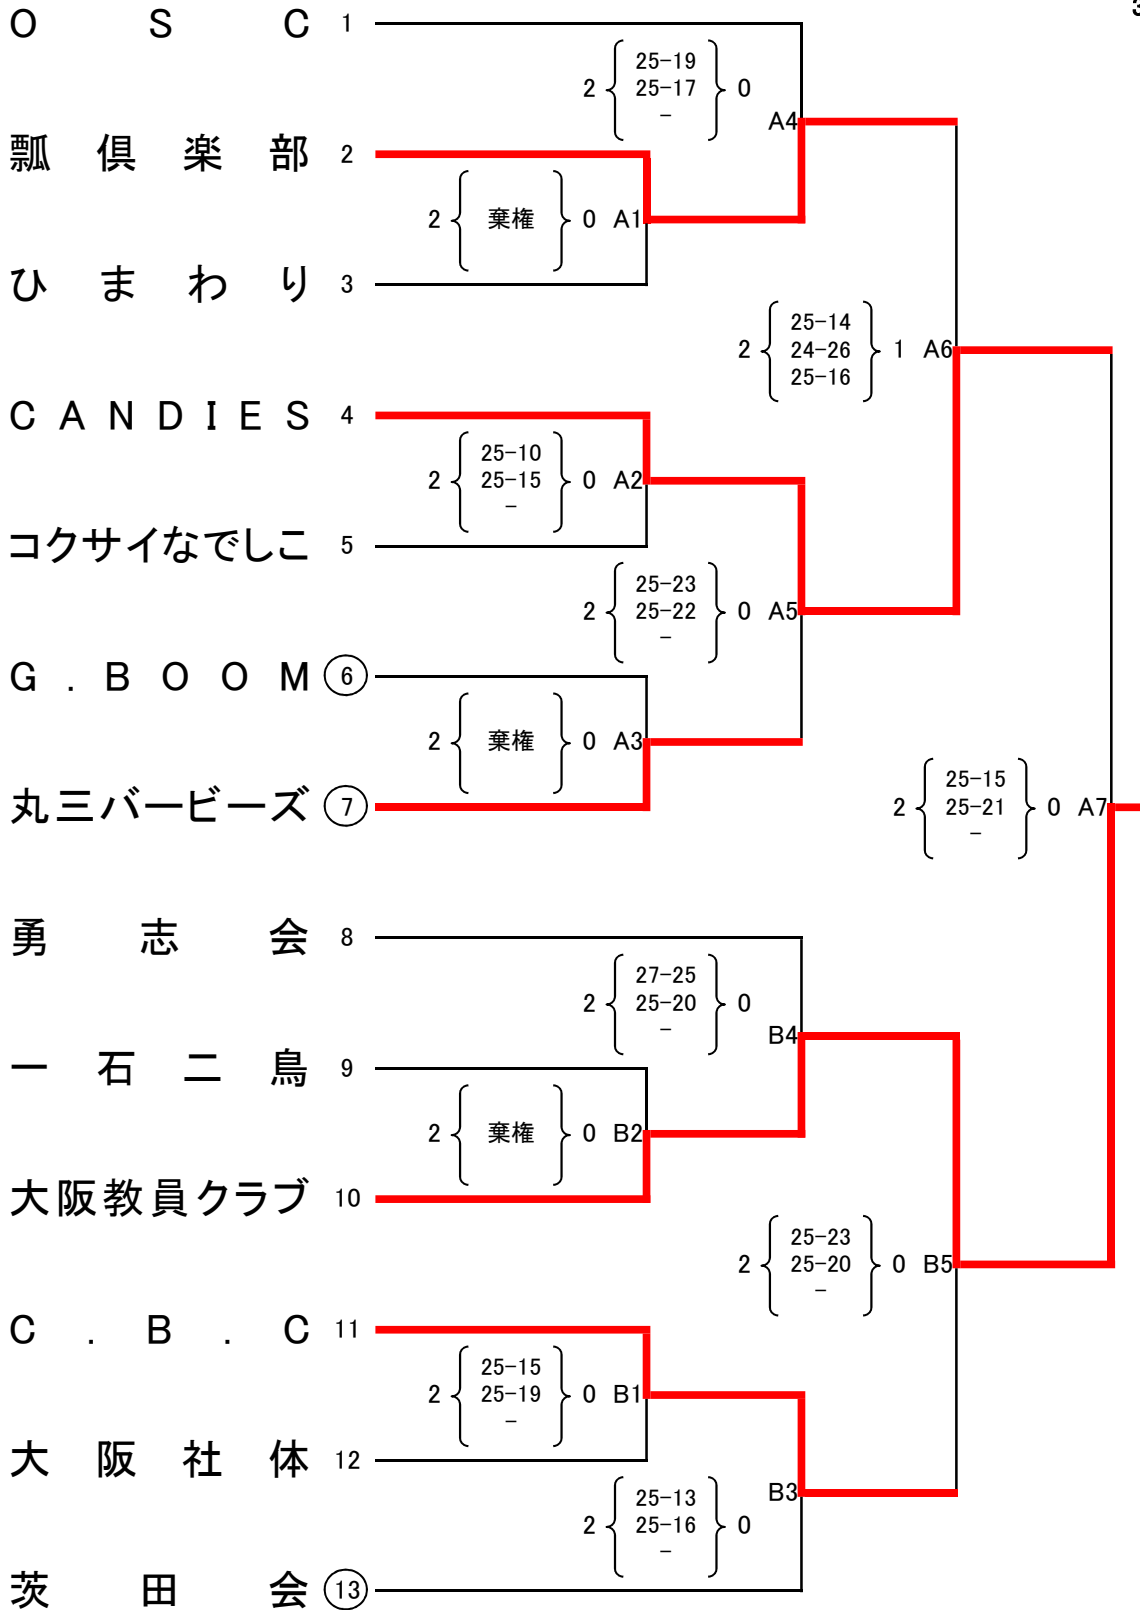 3
O S C 1
25-19
2 25-17 0
-
A4
瓢倶楽部 2
2 棄権 0 A1
ひまわり 3
25-14
2 24-26 1 A6
25-16
CANDIES 4
25-10
2 25-15 0 A2
-
コクサイなでしこ 5
25-23
2 25-22 0 A5
-
G.BOOM 6
2 棄権 0 A3
丸三バービーズ 7
25-15
2 25-21 0 A7
-
勇志会 8
27-25
2 25-20 0
-
B4
一石二鳥 9
2 棄権 0 B2
大阪教員クラブ 10
25-23
2 25-20 0 B5
-
C.B.C 11
25-15
2 25-19 0 B1
-
大阪社体 12
B3
25-13
2 25-16 0
-
茨田会 13